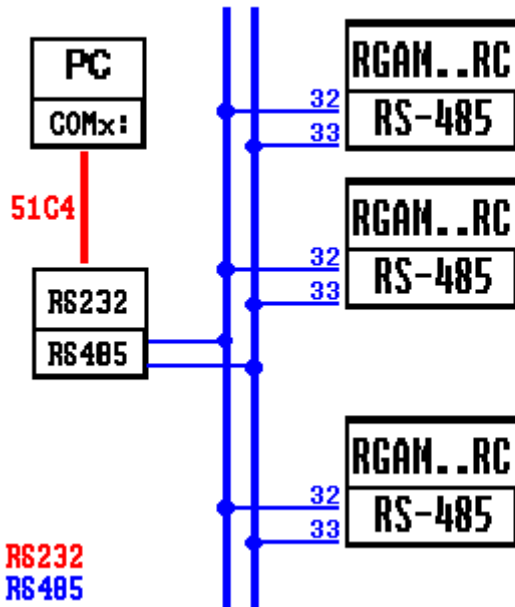 PC
COMx:
51C4
RS232
RS485
RS232
RS485
RGAM..RC
32
RS-485
33
RGAM..RC
32
RS-485
33
RGAM..RC
32
RS-485
33